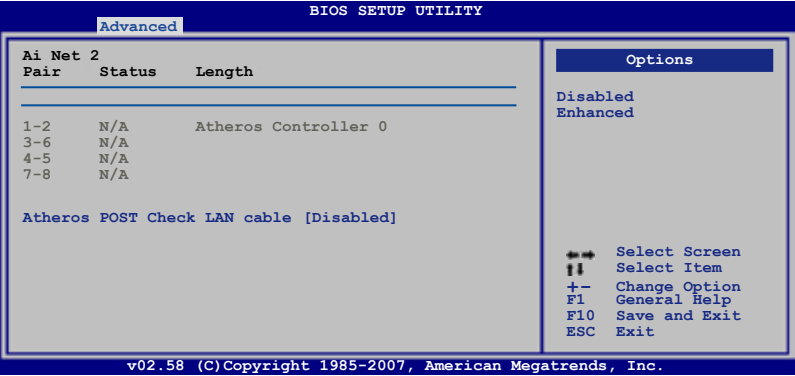 BIOS SETUP UTILITY
Advanced
Ai Net 2
Pair Status Length
1-2 N/A Atheros Controller 0
3-6 N/A
4-5 N/A
7-8 N/A
Atheros POST Check LAN cable [Disabled]
Options
Disabled
Enhanced
←→ Select Screen
↑↓ Select Item
+- Change Option
F1 General Help
F10 Save and Exit
ESC Exit
v02.58 (C)Copyright 1985-2007, American Megatrends, Inc.